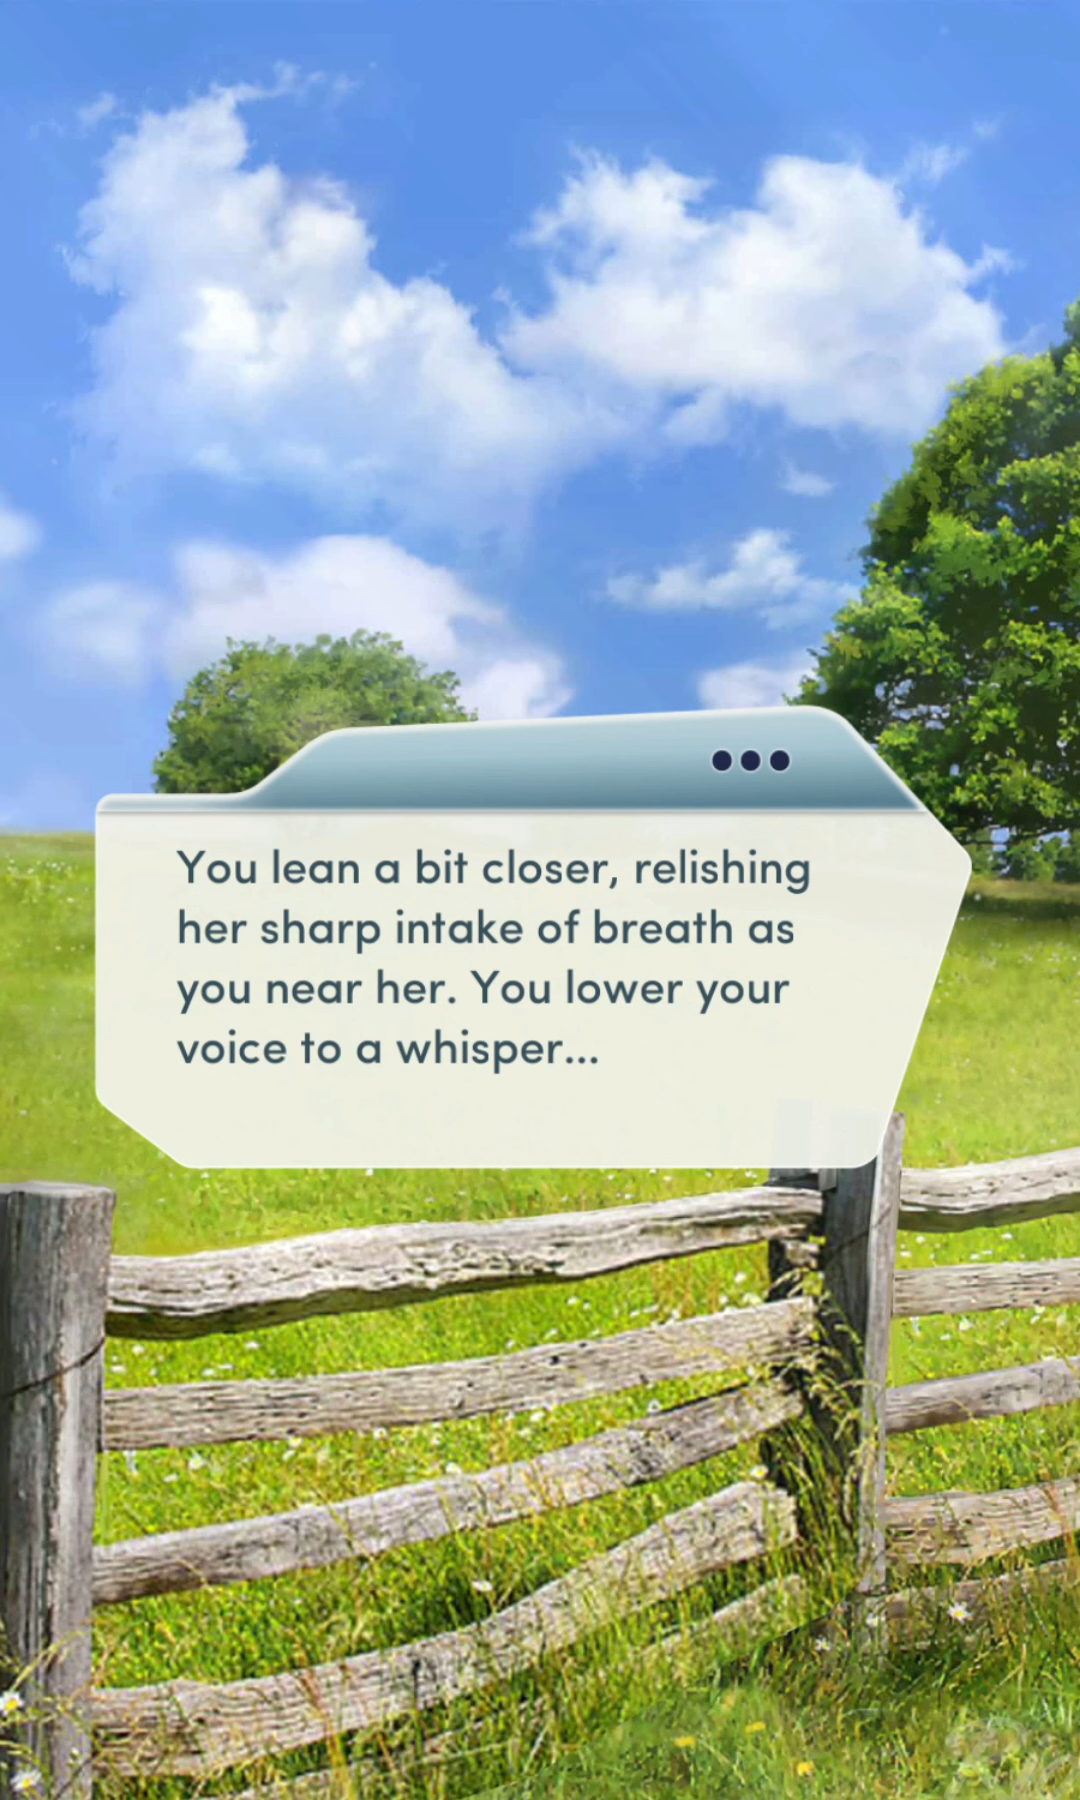 You lean a bit closer, relishing
her sharp intake of breath as
you near her. You lower your
voice to a whisper...